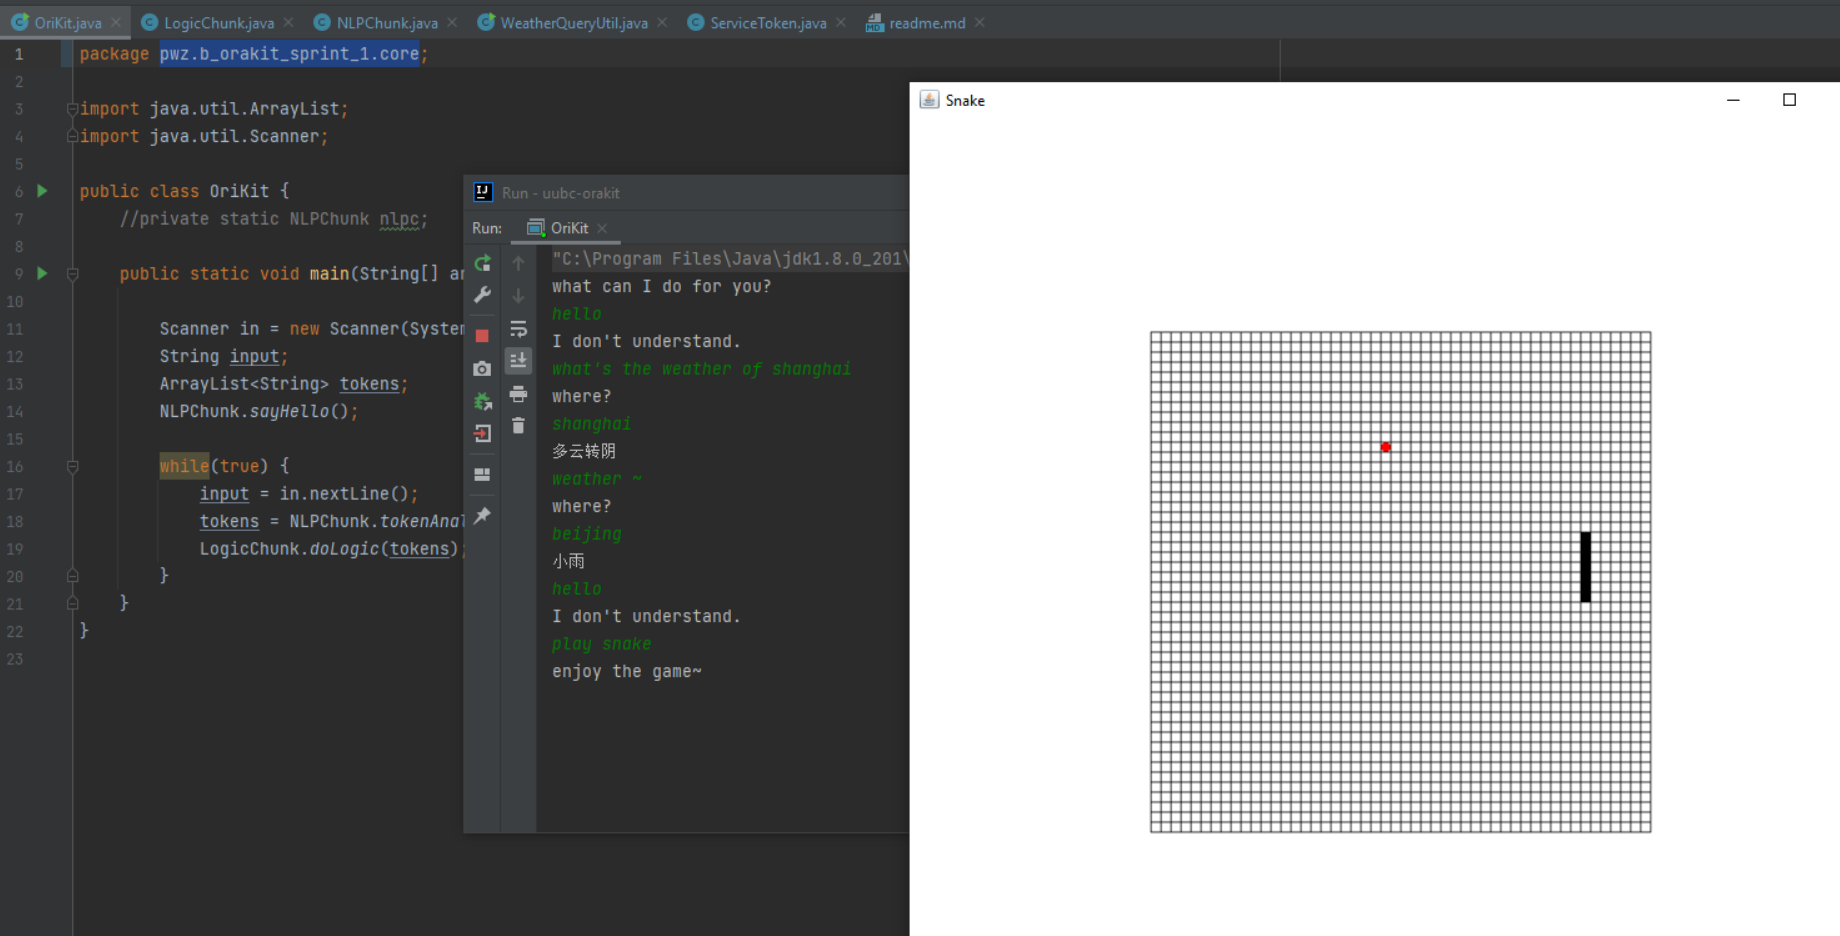 OriKit.java LogicChunk.java NLPChunk.java WeatherQueryUtil.java ServiceToken.java readme.md
1 package pwz.b_orakit_sprint_1.core;
2
3 import java.util.ArrayList;
4 import java.util.Scanner;
5
6 public class OriKit {
7 //private static NLPChunk nlpc;
8
9 public static void main(String[] ar
10
11 Scanner in = new Scanner(System
12 String input;
13 ArrayList<String> tokens;
14 NLPChunk.sayHello();
15
16 while(true) {
17 input = in.nextLine();
18 tokens = NLPChunk.tokenAnal
19 LogicChunk.doLogic(tokens);
20 }
21 }
22 }
23
Run - uubc-orakit
Run: OriKit
"C:\Program Files\Java\jdk1.8.0_201\
what can I do for you?
hello
I don't understand.
what's the weather of shanghai
where?
shanghai
多云转阴
weather ~
where?
beijing
小雨
hello
I don't understand.
play snake
enjoy the game~
Snake